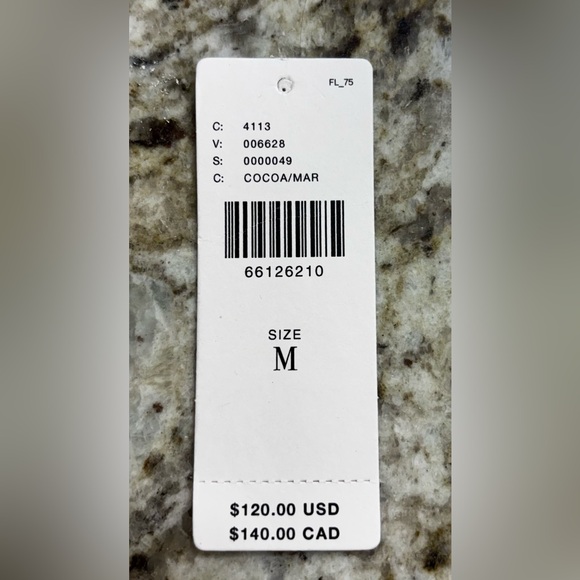 FL_75
C: 4113
V: 006628
S: 0000049
C: COCOA/MAR
66126210
SIZE
M
$120.00 USD
$140.00 CAD